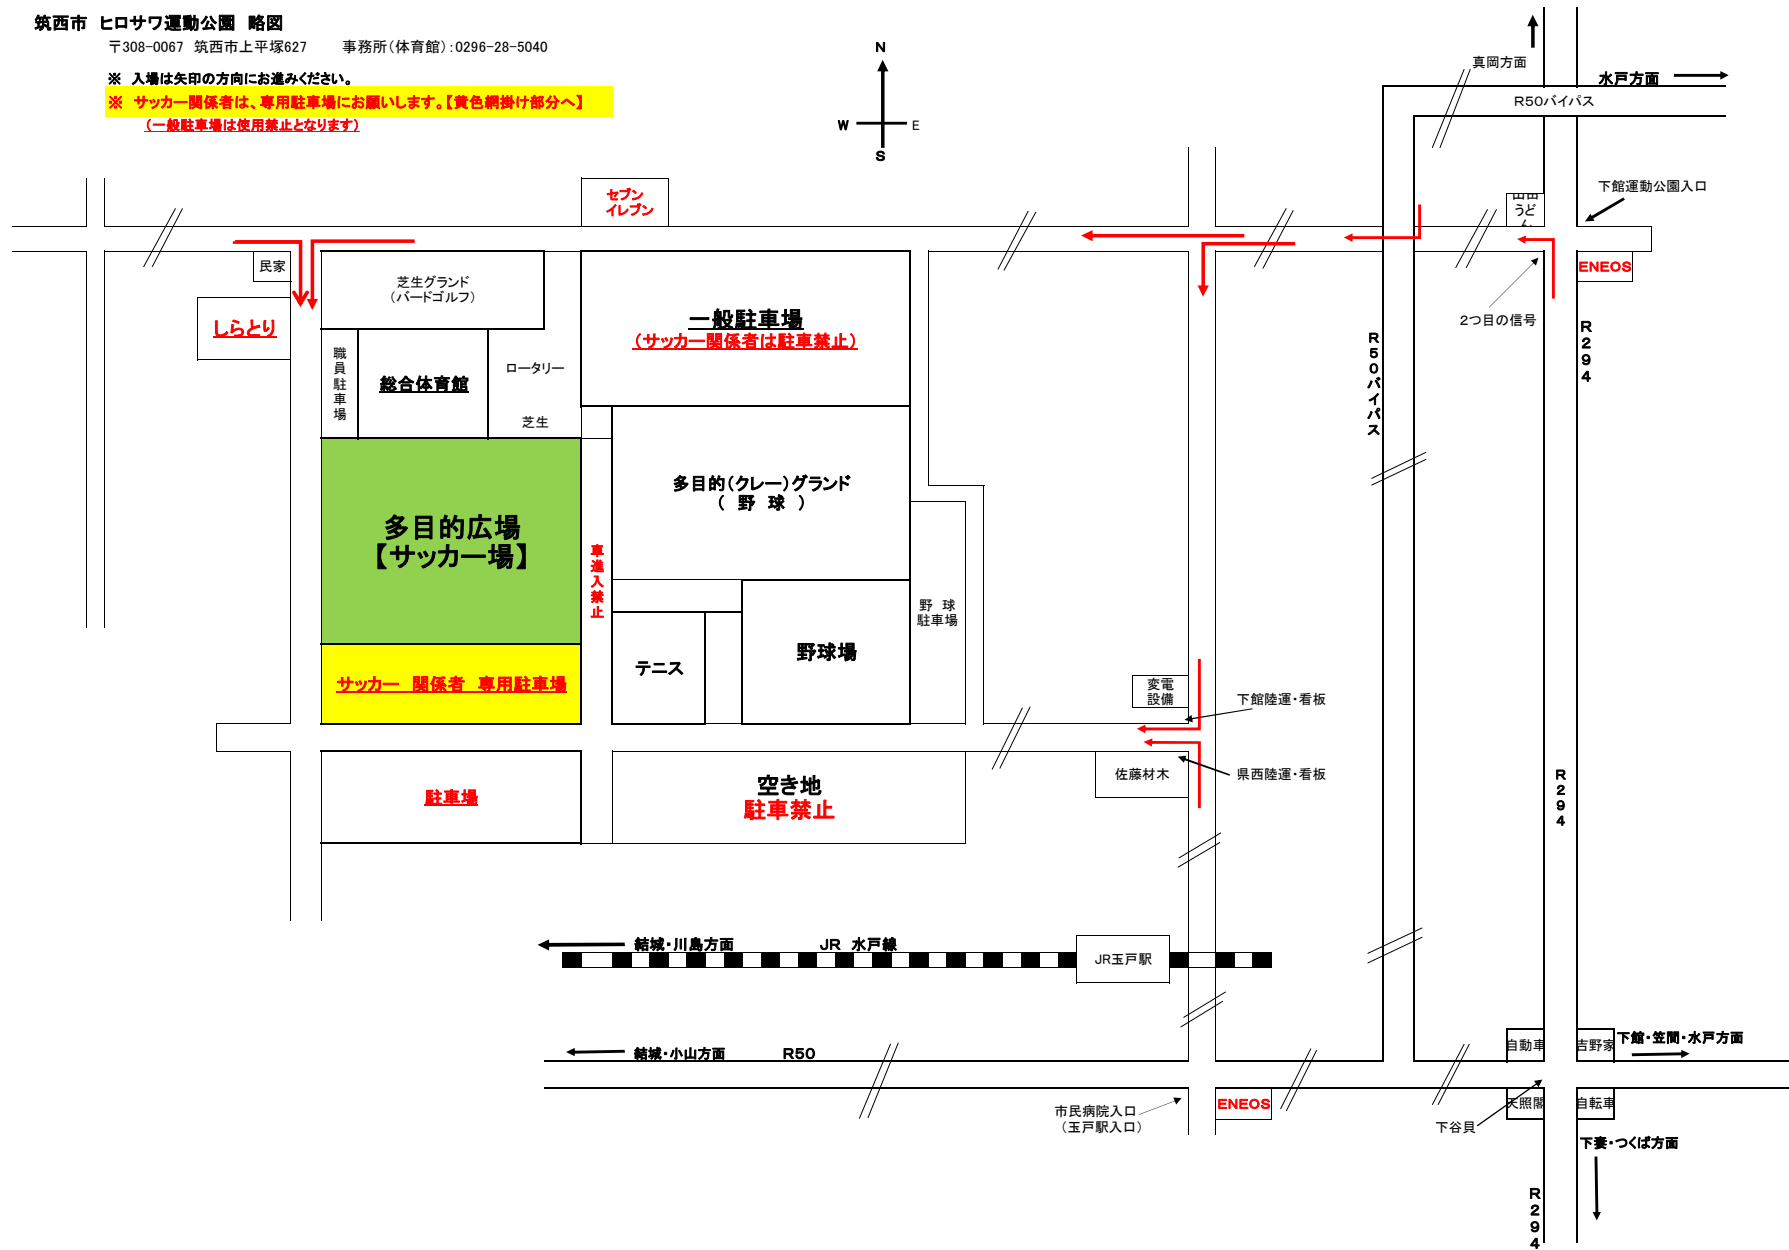 筑西市 ヒロサワ運動公園 略図
〒308-0067 筑西市上平塚627 事務所(体育館):0296-28-5040
※ 入場は矢印の方向にお進みください。
※ サッカー関係者は、専用駐車場にお願いします。【黄色網掛け部分へ】
(一般駐車場は使用禁止となります)
N
W
E
S
真岡方面
水戸方面
R50バイパス
下館運動公園入口
セブン
イレブン
うどん
民家
芝生グランド
(バードゴルフ)
ENEOS
しらとり
一般駐車場
(サッカー関係者は駐車禁止)
2つ目の信号
R294
R50バイパス
職員駐車場
総合体育館
ロータリー
芝生
多目的(クレー)グランド
( 野 球 )
多目的広場
【サッカー場】
車進入禁止
野 球
駐車場
野球場
テニス
サッカー 関係者 専用駐車場
変電
設備
下館陸運・看板
佐藤材木
県西陸運・看板
駐車場
空き地
駐車禁止
R294
結城・川島方面
JR 水戸線
JR玉戸駅
結城・小山方面
R50
自動車
吉野家
下館・笠間・水戸方面
市民病院入口
(玉戸駅入口)
ENEOS
天照閣
自転車
下谷貝
下妻・つくば方面
R294